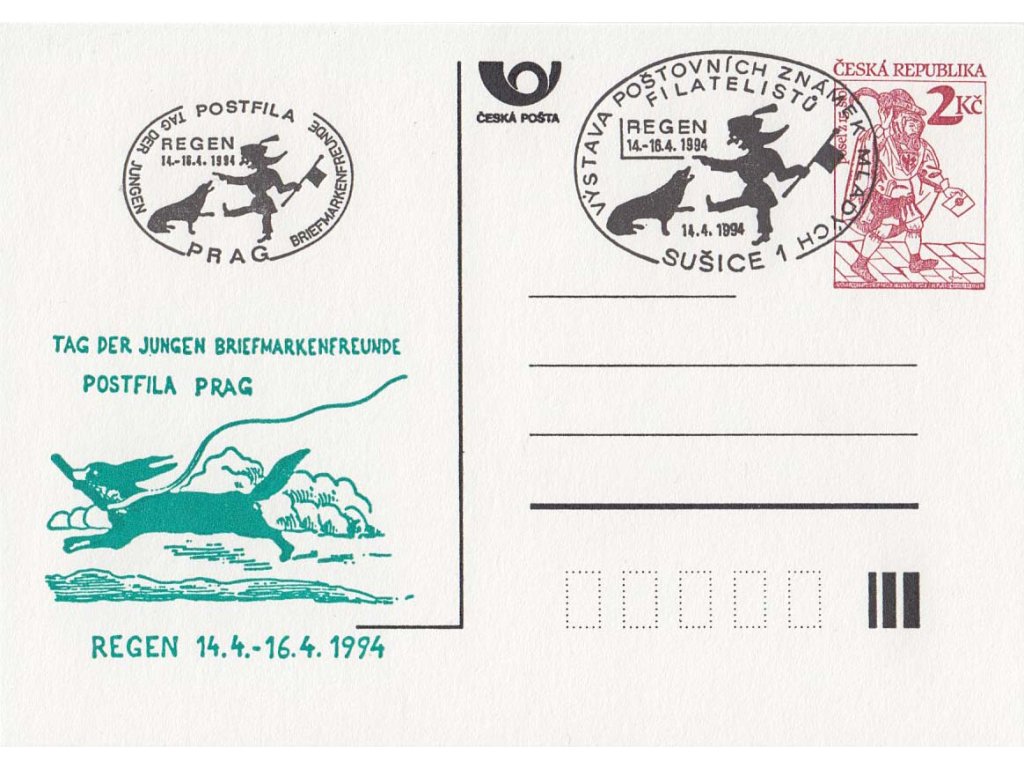 POSTFILA
TAG DER JUNGEN
BRIEFMARKENFREUNDE
REGEN
14.-16.4. 1994
PRAG
ČESKÁ POŠTA
VÝSTAVA POŠTOVNÍCH ZNÁMEK MLADÝCH
FILATELISTŮ
REGEN
14.-16.4. 1994
14.4.1994
SUŠICE 1
ČESKÁ REPUBLIKA
2Kč
posel z
TAG DER JUNGEN BRIEFMARKENFREUNDE
POSTFILA PRAG
REGEN 14.4.-16.4.1994